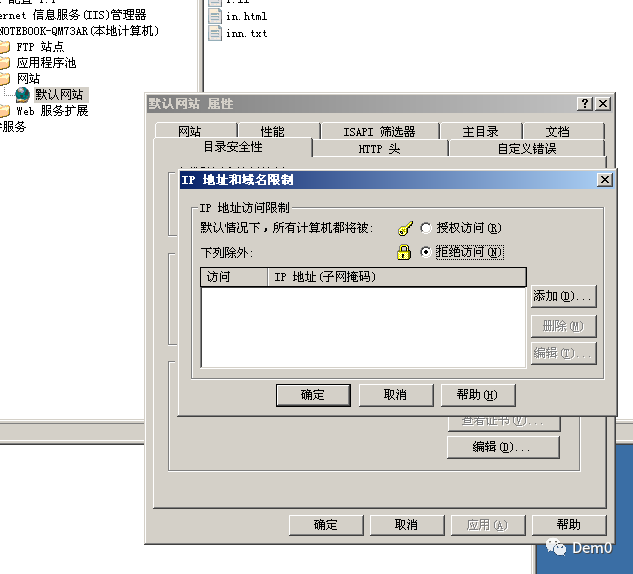 ernet 信息服务(IIS)管理器
NOTEBOOK-QM73AR(本地计算机)
FTP 站点
应用程序池
网站
默认网站
Web 服务扩展
服务
in.html
inn.txt
默认网站 属性
网站 性能 ISAPI 筛选器 主目录 文档
目录安全性 HTTP 头 自定义错误
IP 地址和域名限制
IP 地址访问限制
默认情况下，所有计算机都将被: 授权访问(R)
下列除外: 拒绝访问(N)
访问 IP 地址(子网掩码)
添加(D)...
删除(M)
编辑(I)...
确定 取消 帮助(H)
查看证书(V)...
编辑(D)...
确定 取消 应用(A) 帮助
Dem0